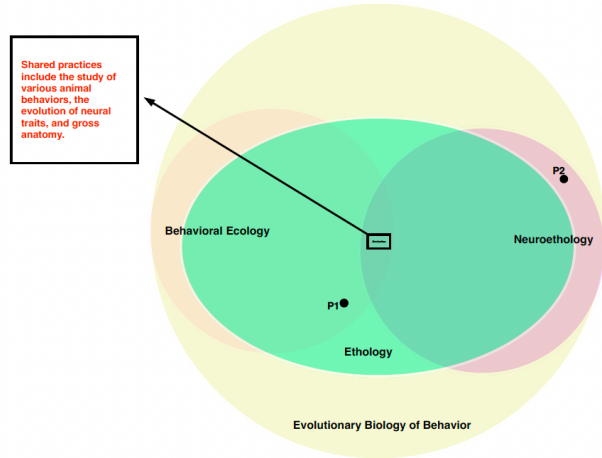 Shared practices
include the study of
various animal
behaviors, the
evolution of neural
traits, and gross
anatomy.
P2
Behavioral Ecology
Neuroethology
P1
Ethology
Evolutionary Biology of Behavior